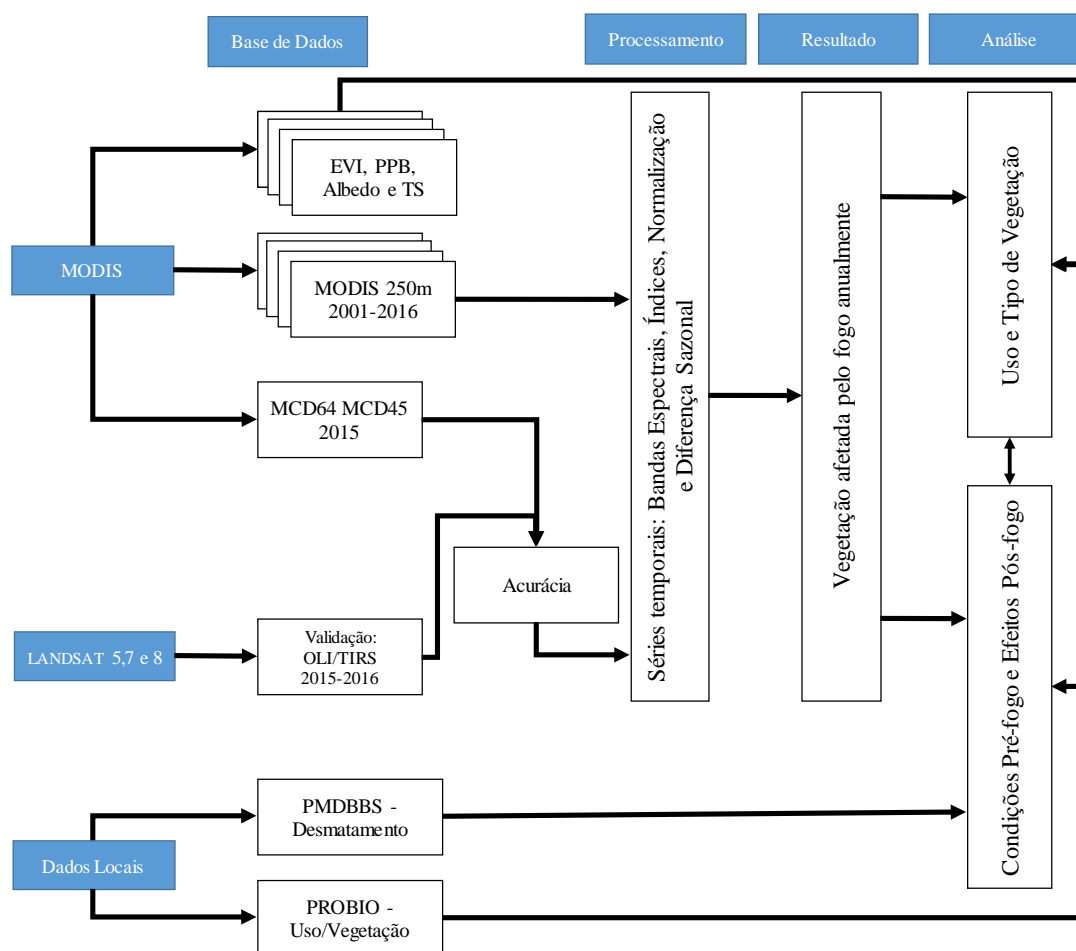 Base de Dados
Processamento
Resultado
Análise
EVI, PPB,
Albedo e TS
MODIS
MODIS 250m
2001-2016
MCD64 MCD45
2015
Acurácia
LANDSAT 5,7 e 8
Validação:
OLI/TIRS
2015-2016
PMDBBS -
Desmatamento
Dados Locais
PROBIO -
Uso/Vegetação
Séries temporais: Bandas Espectrais, Índices, Normalização
e Diferença Sazonal
Vegetação afetada pelo fogo anualmente
Uso e Tipo de Vegetação
Condições Pré-fogo e Efeitos Pós-fogo